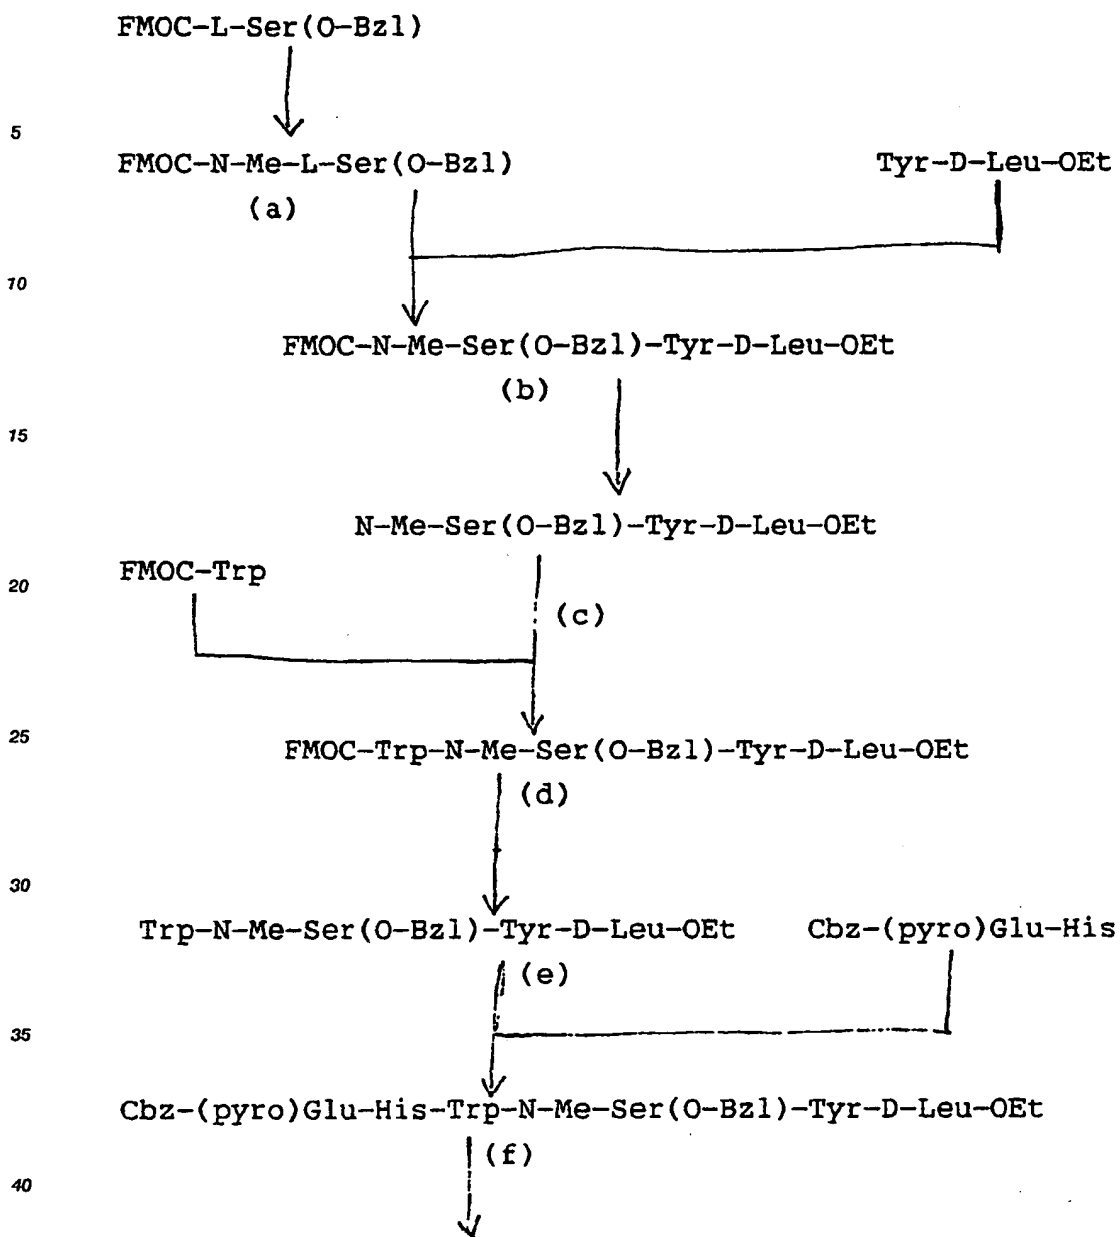 FMOC-L-Ser(O-Bzl)
5
FMOC-N-Me-L-Ser(O-Bzl) Tyr-D-Leu-OEt
(a)
10
FMOC-N-Me-Ser(O-Bzl)-Tyr-D-Leu-OEt
(b)
15
N-Me-Ser(O-Bzl)-Tyr-D-Leu-OEt
20 FMOC-Trp
(c)
25
FMOC-Trp-N-Me-Ser(O-Bzl)-Tyr-D-Leu-OEt
(d)
30
Trp-N-Me-Ser(O-Bzl)-Tyr-D-Leu-OEt Cbz-(pyro)Glu-His
(e)
35
Cbz-(pyro)Glu-His-Trp-N-Me-Ser(O-Bzl)-Tyr-D-Leu-OEt
(f)
40